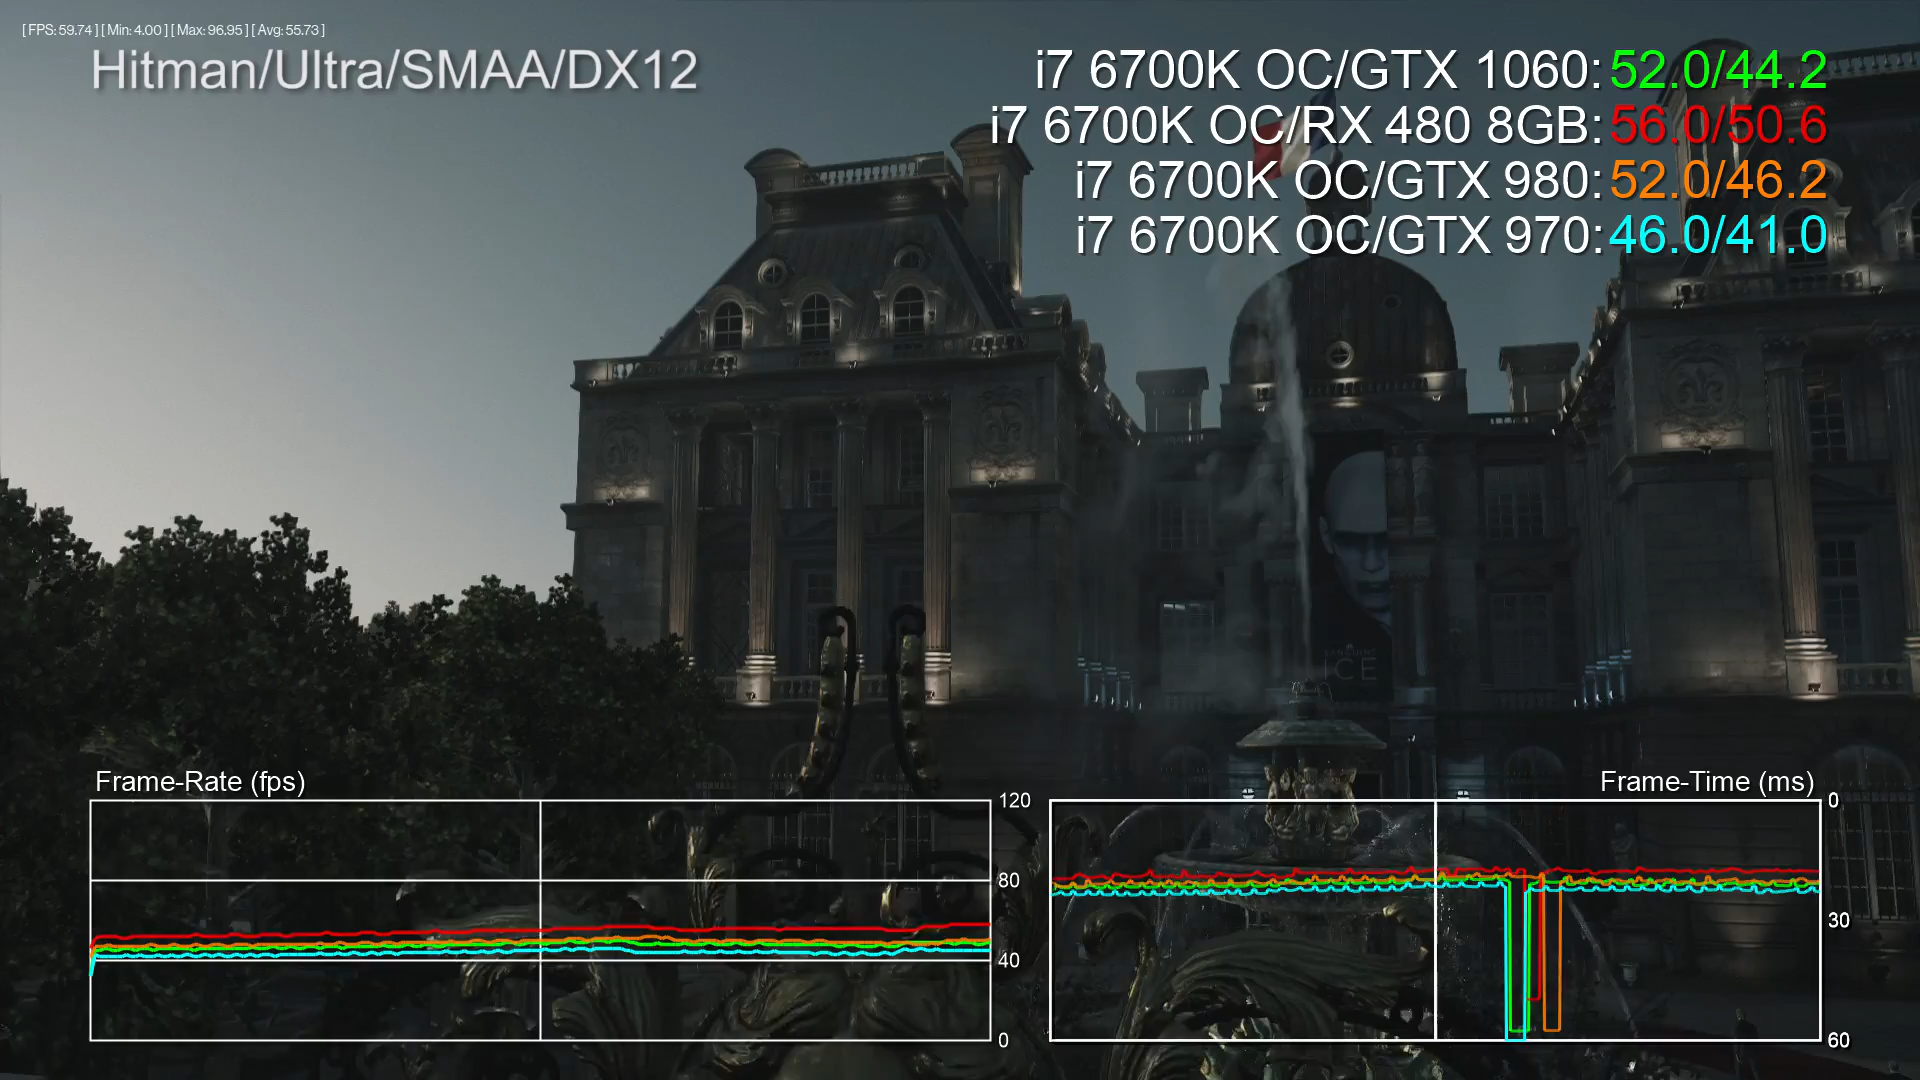 [ FPS: 59.74 ] [ Min: 4.00 ] [ Max: 96.95 ] [ Avg: 55.73 ]
Hitman/Ultra/SMAA/DX12
i7 6700K OC/GTX 1060: 52.0/44.2
i7 6700K OC/RX 480 8GB: 56.0/50.6
i7 6700K OC/GTX 980: 52.0/46.2
i7 6700K OC/GTX 970: 46.0/41.0
ICE
Frame-Rate (fps)
120
80
40
0
Frame-Time (ms)
0
30
60